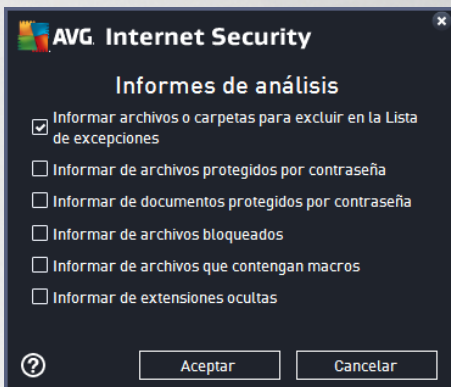 AVG. Internet Security
Informes de análisis
Informar archivos o carpetas para excluir en la Lista
de excepciones
Informar de archivos protegidos por contraseña
Informar de documentos protegidos por contraseña
Informar de archivos bloqueados
Informar de archivos que contengan macros
Informar de extensiones ocultas
?
Aceptar
Cancelar